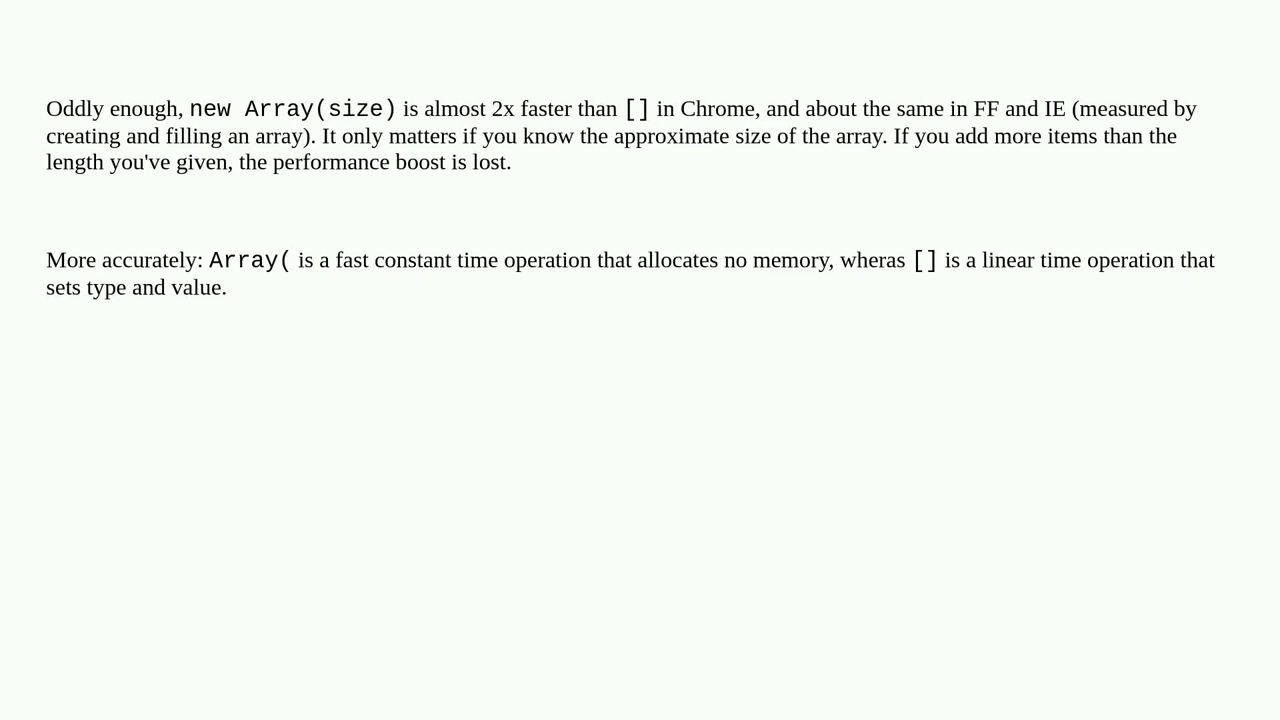 Oddly enough, new Array(size) is almost 2x faster than [] in Chrome, and about the same in FF and IE (measured by
creating and filling an array). It only matters if you know the approximate size of the array. If you add more items than the
length you've given, the performance boost is lost.
More accurately: Array( is a fast constant time operation that allocates no memory, wheras [] is a linear time operation that
sets type and value.